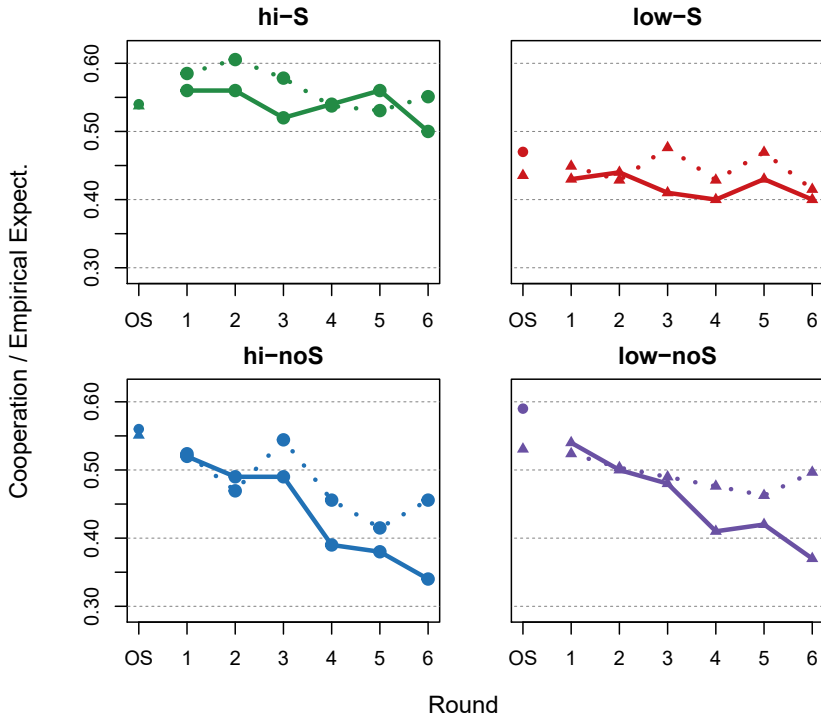 hi−S
low−S
0.60
0.50
0.40
0.30
OS 1 2 3 4 5 6
OS 1 2 3 4 5 6
hi−noS
low−noS
0.60
0.50
0.40
0.30
OS 1 2 3 4 5 6
OS 1 2 3 4 5 6
Cooperation / Empirical Expect.
Round